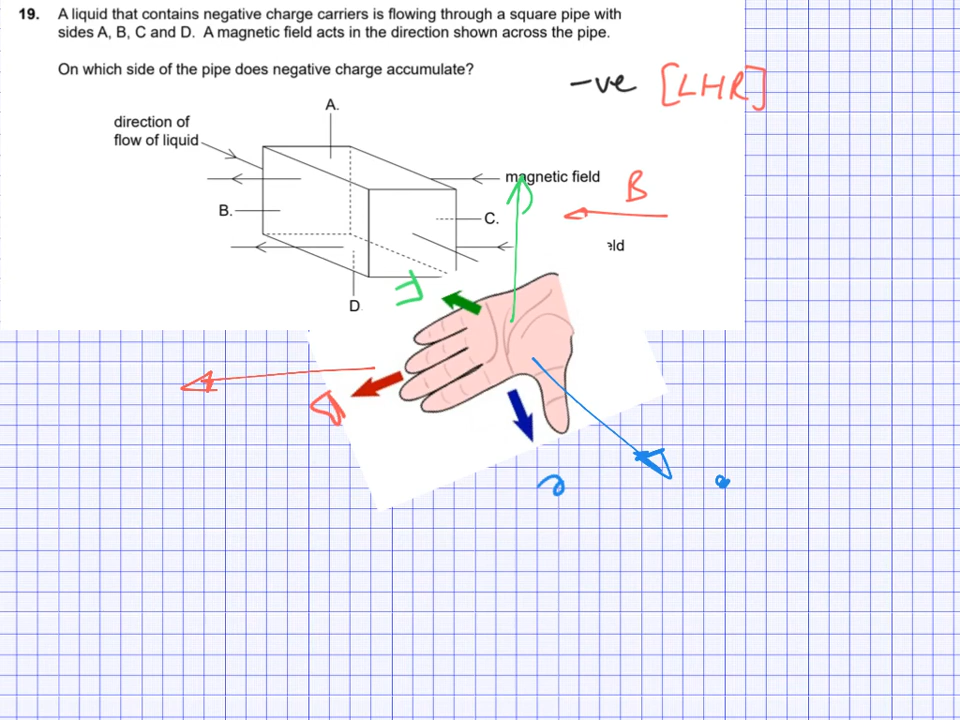 19. A liquid that contains negative charge carriers is flowing through a square pipe with
sides A, B, C and D. A magnetic field acts in the direction shown across the pipe.
On which side of the pipe does negative charge accumulate?
-ve [LHR]
A.
direction of
flow of liquid
magnetic field
B
B.
C.
eld
D
F
B